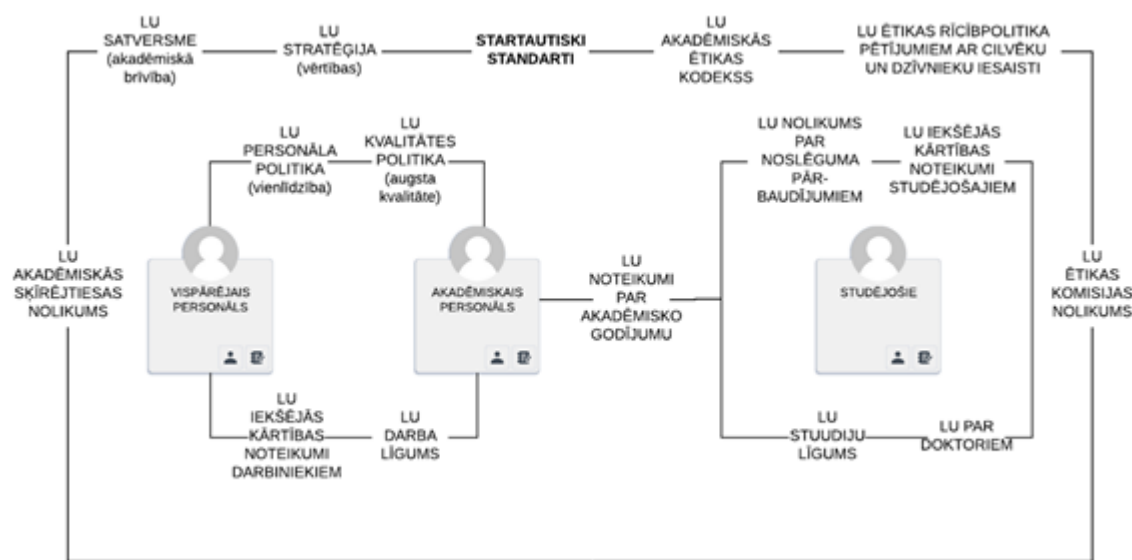 LU
SATVERSME
(akadēmiskā
brīvība)
LU
STRATĒĢIJA
(vērtības)
STARTAUTISKI
STANDARTI
LU
AKADĒMISKĀS
ĒTIKAS
KODEKSS
LU ĒTIKAS RĪCĪBPOLITIKA
PĒTĪJUMIEM AR CILVĒKU
UN DZĪVNIEKU IESAISTI
LU
PERSONĀLA
POLITIKA
(vienlīdzība)
LU
KVALITĀTES
POLITIKA
(augsta
kvalitāte)
LU NOLIKUMS
PAR
NOSLĒGUMA
PĀR-
BAUDĪJUMIEM
LU IEKŠĒJĀS
KĀRTĪBAS
NOTEIKUMI
STUDĒJOŠAJIEM
LU
AKADĒMISKĀS
ŠĶĪRĒJTIESAS
NOLIKUMS
VISPĀRĒJAIS
PERSONĀLS
AKADĒMISKAIS
PERSONĀLS
LU
NOTEIKUMI
PAR
AKADĒMISKO
GODĪJUMU
STUDĒJOŠIE
LU
ĒTIKAS
KOMISIJAS
NOLIKUMS
LU
IEKŠĒJĀS
KĀRTĪBAS
NOTEIKUMI
DARBINIEKIEM
LU
DARBA
LĪGUMS
LU
STUUDIJU
LĪGUMS
LU PAR
DOKTORIEM